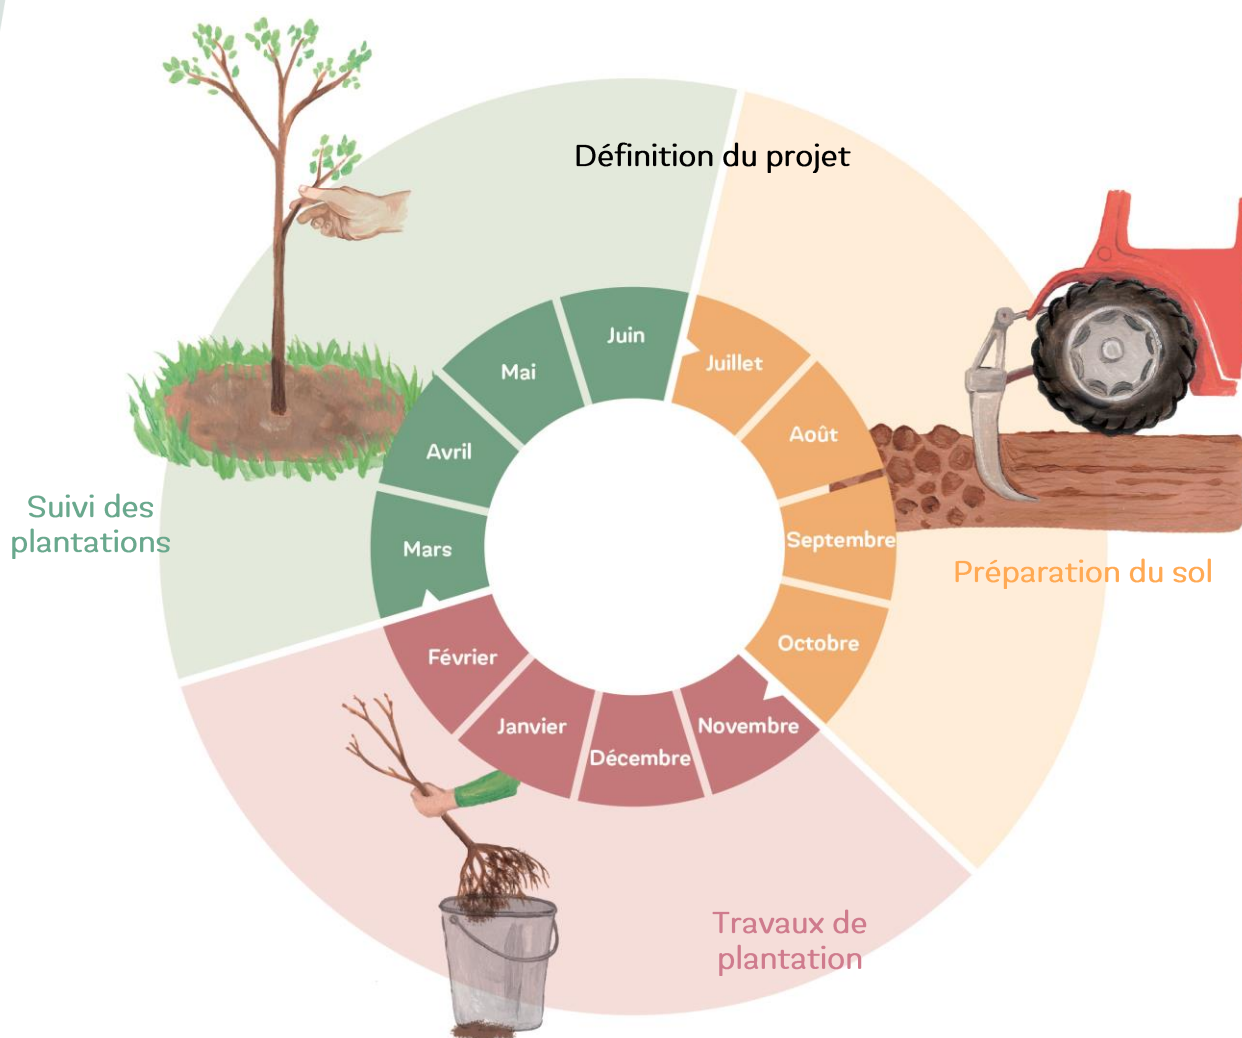 Définition du projet
Juin
Juillet
Mai
Août
Avril
Suivi des
plantations
Septembre
Mars
Préparation du sol
Octobre
Février
Janvier
Novembre
Décembre
Travaux de
plantation